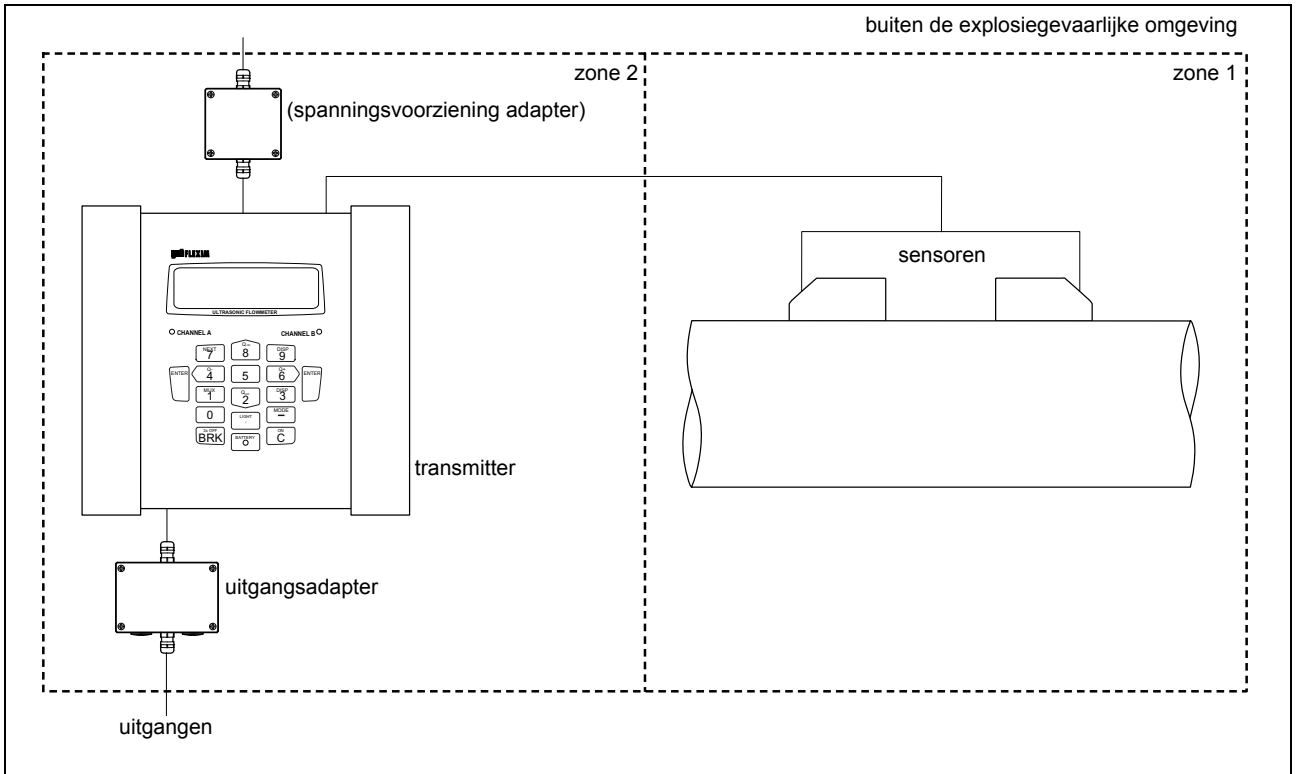 buiten de explosiegevaarlijke omgeving
zone 2
zone 1
(spanningsvoorziening adapter)
FLEXIM
sensoren
ULTRASONIC FLOWMETER
CHANNEL A
CHANNEL B
NEXT
7
8
DISP
9
ENTER
Q-
4
5
Q+
6
ENTER
MUX
1
2
DISP
3
0
LIGHT
MODE
2s OFF
BRK
BATTERY
ON
C
transmitter
uitgangsadapter
uitgangen